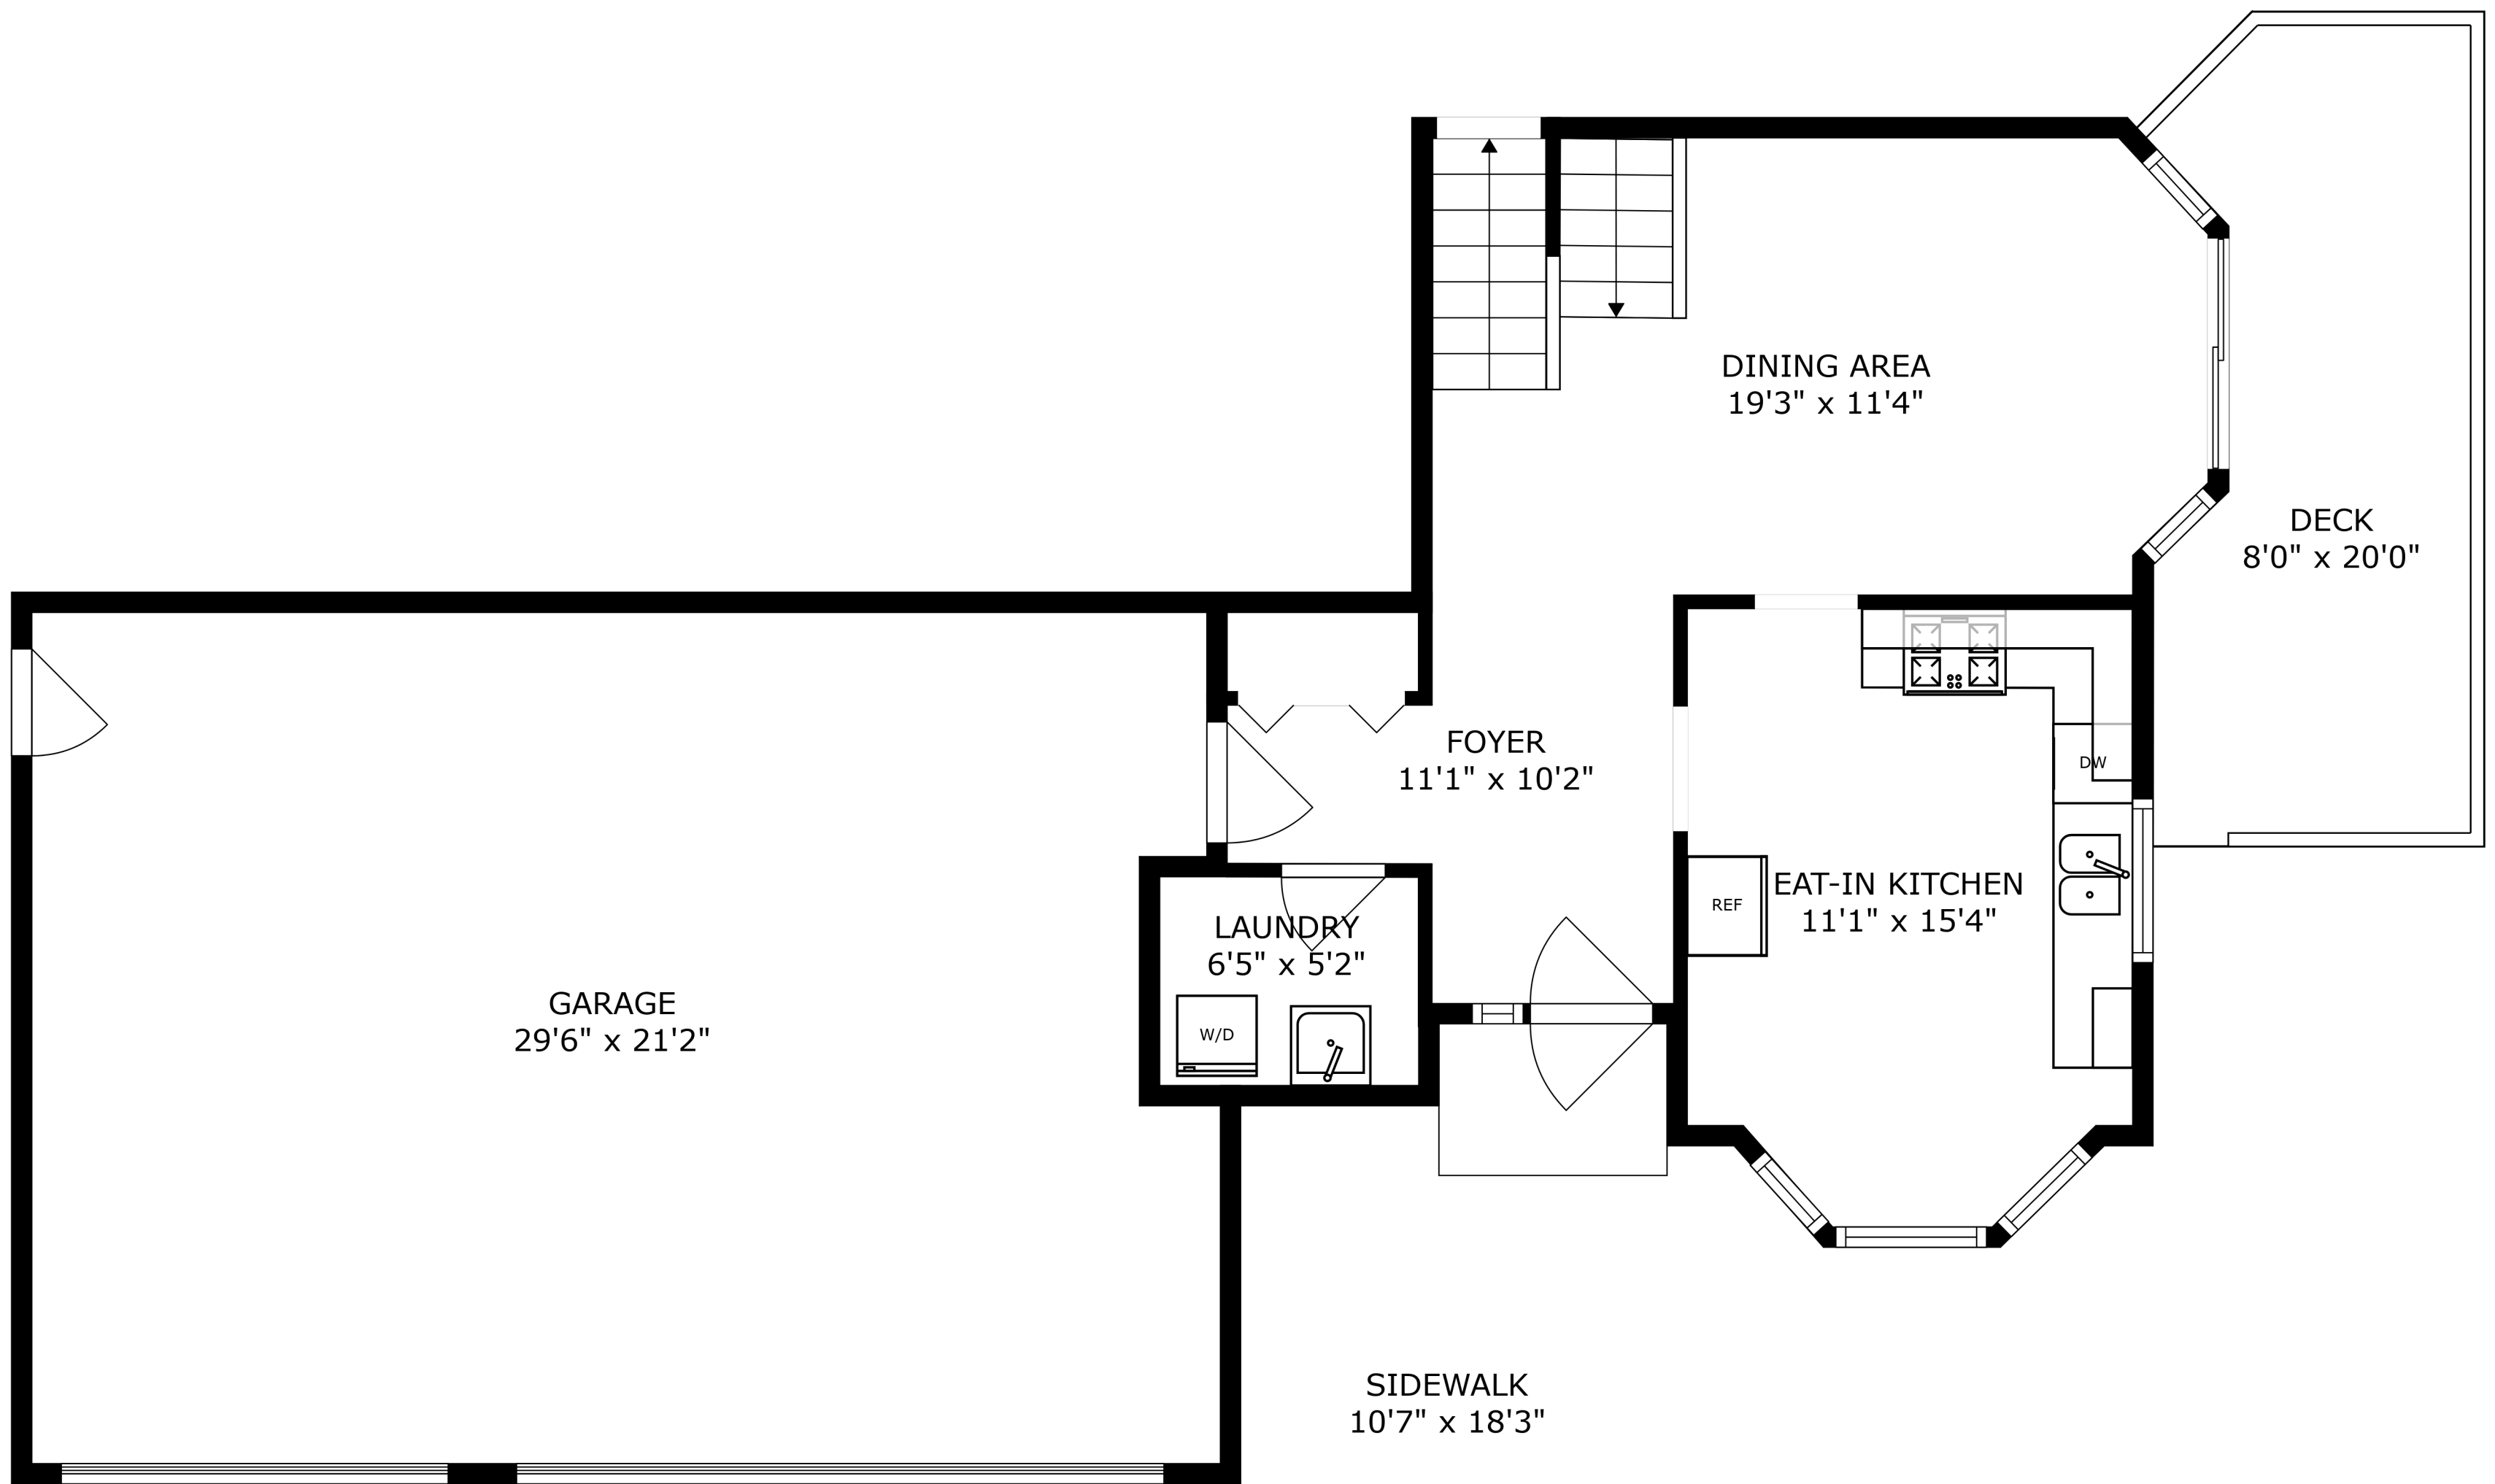 DINING AREA
19'3" x 11'4"
DECK
8'0" x 20'0"
FOYER
11'1" x 10'2"
DW
EAT-IN KITCHEN
11'1" x 15'4"
REF
LAUNDRY
6'5" x 5'2"
W/D
GARAGE
29'6" x 21'2"
SIDEWALK
10'7" x 18'3"